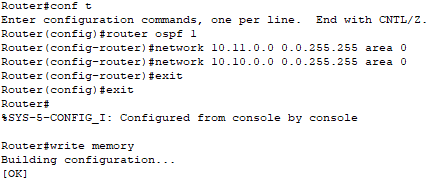 Router#conf t
Enter configuration commands, one per line.  End with CNTL/Z.
Router(config)#router ospf 1
Router(config-router)#network 10.11.0.0 0.0.255.255 area 0
Router(config-router)#network 10.10.0.0 0.0.255.255 area 0
Router(config-router)#exit
Router(config)#exit
Router#
%SYS-5-CONFIG_I: Configured from console by console

Router#write memory
Building configuration...
[OK]